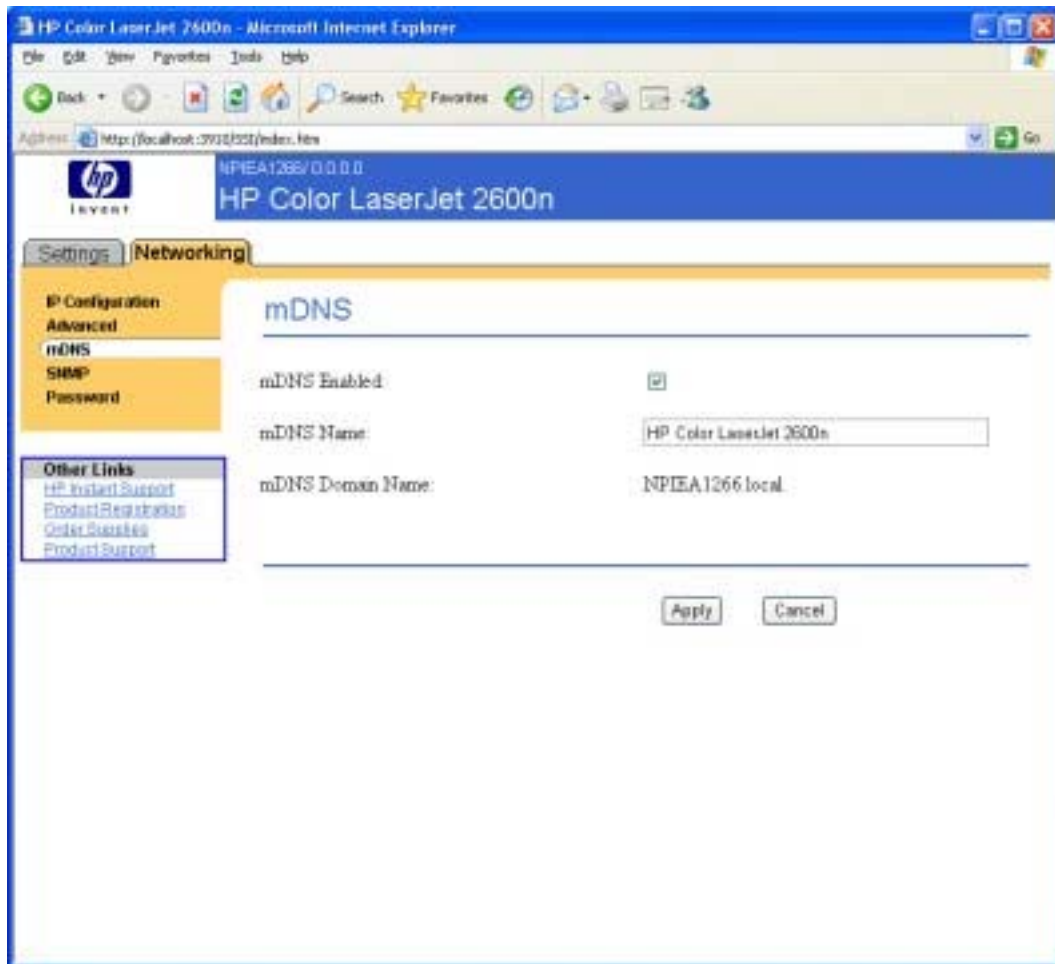 HP Color LaserJet 2600n - Microsoft Internet Explorer
File Edit View Favorites Tools Help
Back Search Favorites
Address Go
hp
invent
NPIEA1266/ 0.0.0.0
HP Color LaserJet 2600n
Settings Networking
IP Configuration
Advanced
mDNS
SNMP
Password
mDNS
mDNS Enabled:
mDNS Name: HP Color LaserJet 2600n
mDNS Domain Name: NPIEA1266.local.
Other Links
HP Instant Support
Product Registration
Order Supplies
Product Support
Apply Cancel